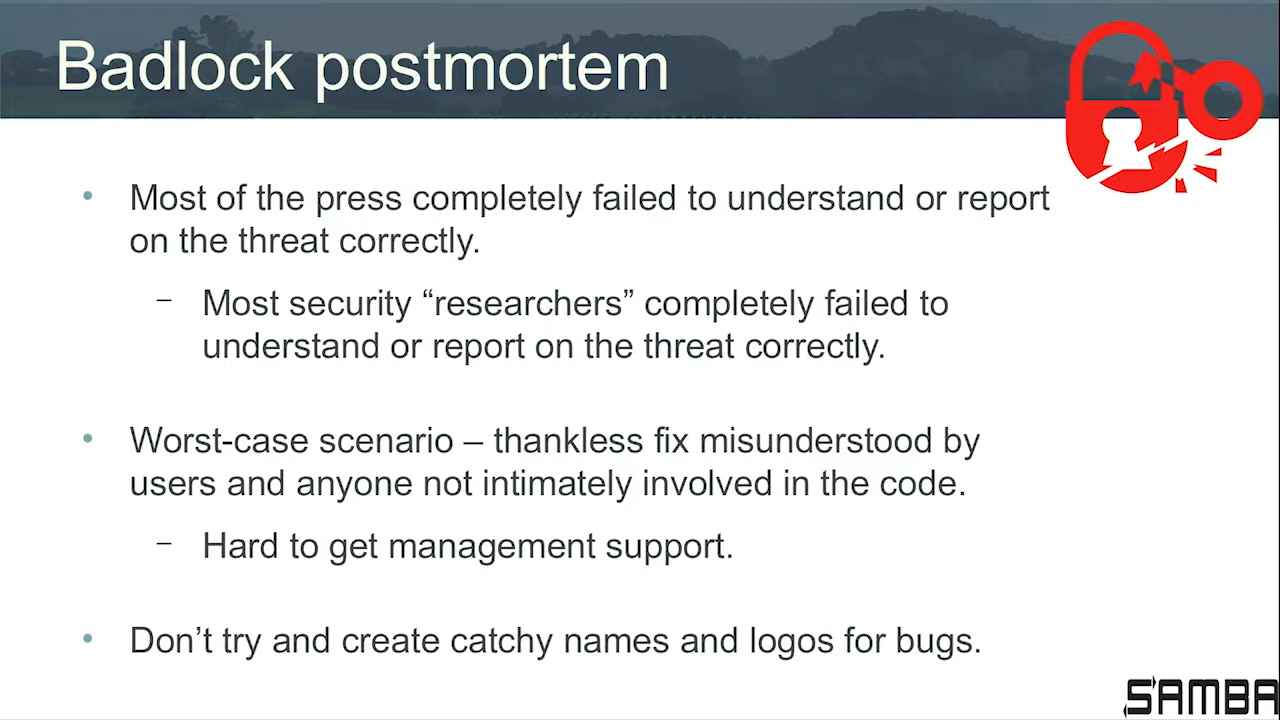 Badlock postmortem
• Most of the press completely failed to understand or report
on the threat correctly.
– Most security “researchers” completely failed to
understand or report on the threat correctly.
• Worst-case scenario – thankless fix misunderstood by
users and anyone not intimately involved in the code.
– Hard to get management support.
• Don’t try and create catchy names and logos for bugs.
SAMBA